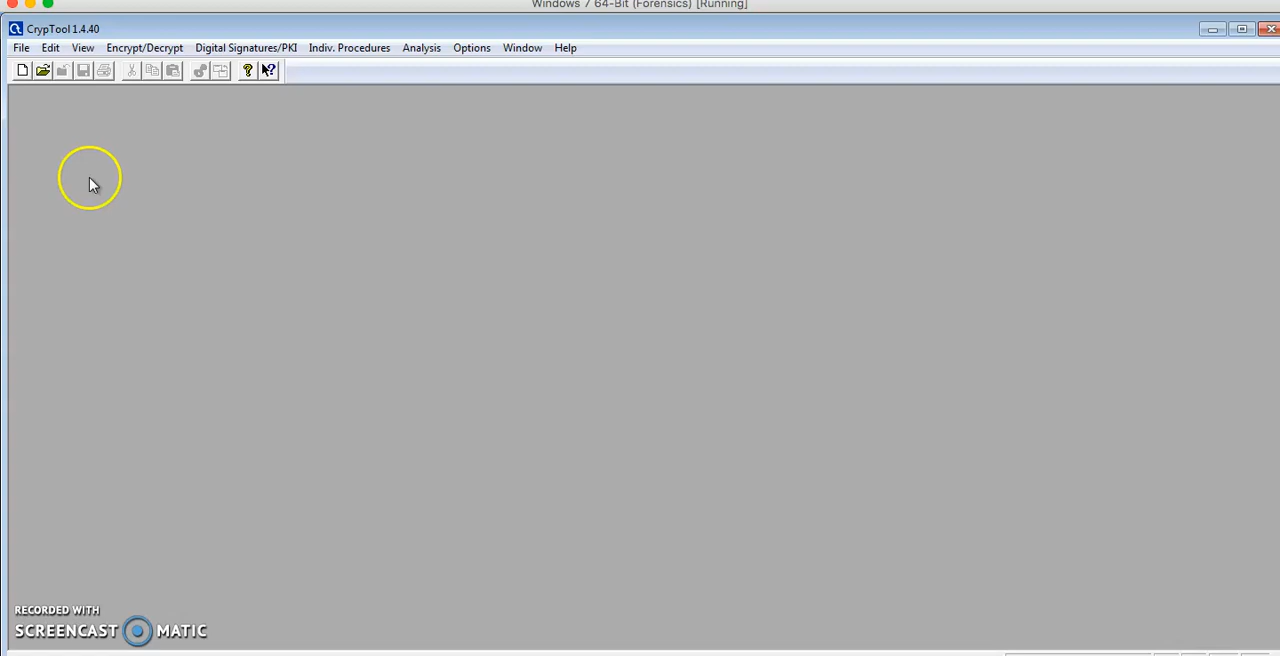 Windows 7 64-Bit (Forensics) [Running]
CrypTool 1.4.40
File Edit View Encrypt/Decrypt Digital Signatures/PKI Indiv. Procedures Analysis Options Window Help
RECORDED WITH
SCREENCAST MATIC